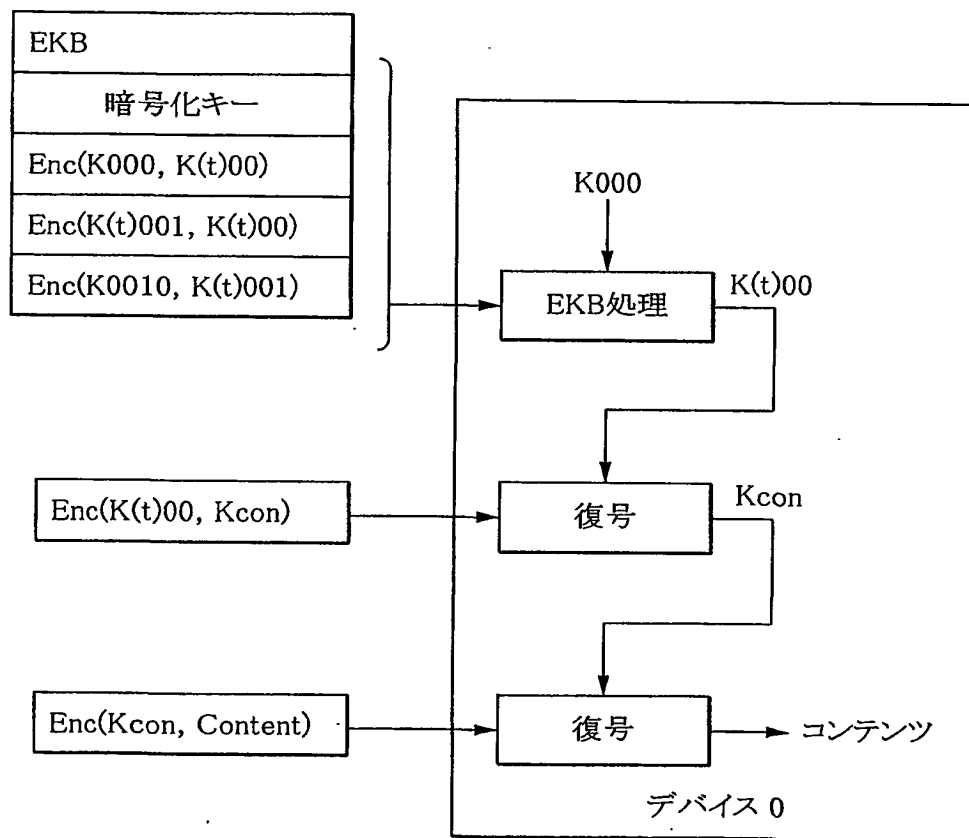 EKB
暗号化キー
Enc(K000, K(t)00)
Enc(K(t)001, K(t)00)
Enc(K0010, K(t)001)
K000
EKB処理
K(t)00
Enc(K(t)00, Kcon)
復号
Kcon
Enc(Kcon, Content)
復号
コンテンツ
デバイス 0